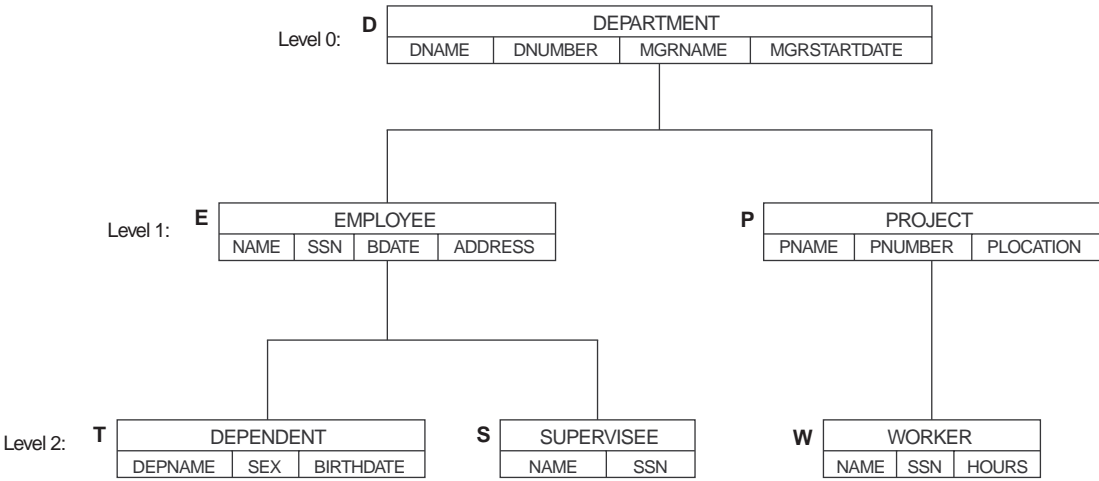 Level 0:
D
DEPARTMENT
DNAME DNUMBER MGRNAME MGRSTARTDATE
Level 1:
E
EMPLOYEE
NAME SSN BDATE ADDRESS
P
PROJECT
PNAME PNUMBER PLOCATION
Level 2:
T
DEPENDENT
DEPNAME SEX BIRTHDATE
S
SUPERVISEE
NAME SSN
W
WORKER
NAME SSN HOURS